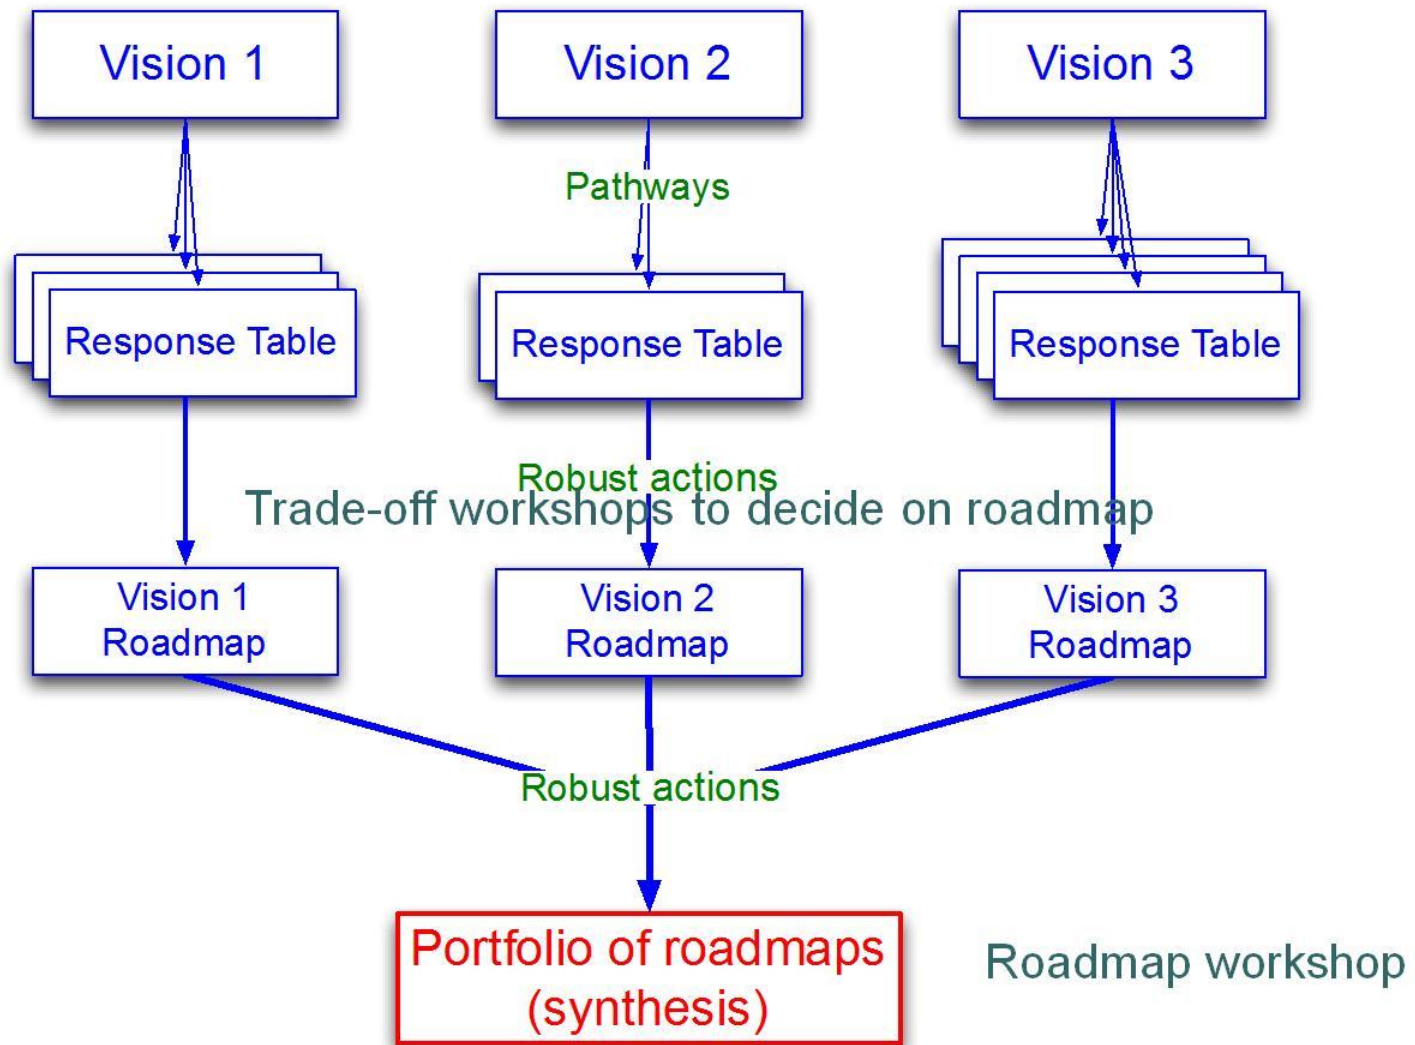 Vision 1
Vision 2
Vision 3
Pathways
Response Table
Response Table
Response Table
Robust actions
Trade-off workshops to decide on roadmap
Vision 1
Roadmap
Vision 2
Roadmap
Vision 3
Roadmap
Robust actions
Portfolio of roadmaps
(synthesis)
Roadmap workshop